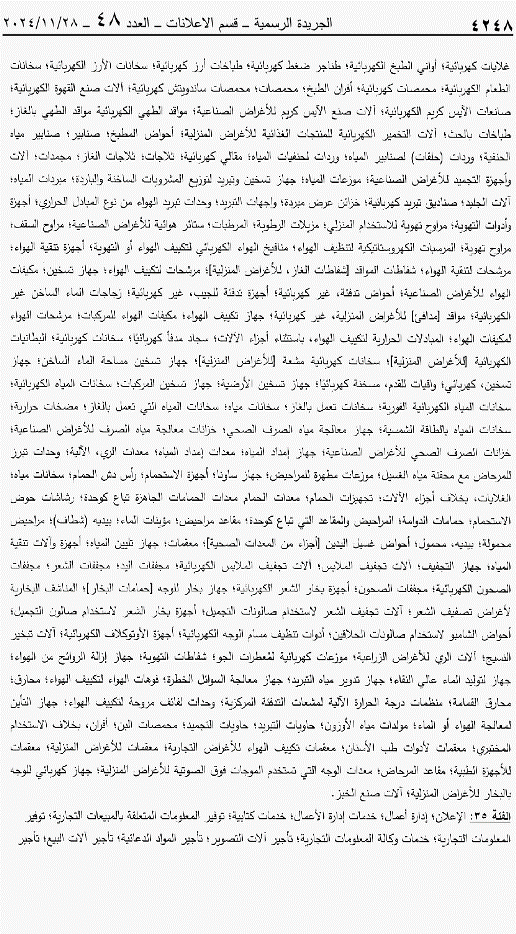 ٤٢٤٨ الجريدة الرسمية – قسم الاعلانات – العدد ٤٨ – ٢٠٢٤/١١/٢٨
غلايات كهربائية؛ أواني الطبخ الكهربائية؛ طناجر ضغط كهربائية؛ طباخات أرز كهربائية؛ سخانات الأرز الكهربائية؛ سخانات
الطعام الكهربائية؛ محمصات كهربائية؛ أفران الطبخ؛ محمصات؛ محمصات ساندويتش كهربائية؛ آلات صنع القهوة الكهربائية؛
صانعات الآيس كريم الكهربائية؛ آلات صنع الآيس كريم للأغراض الصناعية؛ مواقد الطهي الكهربائية مواقد الطهي بالغاز؛
طباخات بالحث؛ آلات التخمير الكهربائية للمنتجات الغذائية للأغراض المنزلية؛ أحواض المطبخ؛ صنابير؛ صنابير مياه
الحنفية؛ وردات (حلقات) لصنابير المياه؛ وردات لحنفيات المياه؛ مقالي كهربائية؛ ثلاجات؛ ثلاجات الغاز؛ مجمدات؛ آلات
وأجهزة التجميد للأغراض الصناعية؛ موزعات المياه؛ جهاز تسخين وتبريد لتوزيع المشروبات الساخنة والباردة؛ مبردات المياه؛
آلات الجليد؛ صناديق تبريد كهربائية؛ خزائن عرض مبردة؛ واجهات التبريد؛ وحدات تبريد الهواء من نوع المبادل الحراري؛ أجهزة
وأدوات التهوية؛ مراوح تهوية للاستخدام المنزلي؛ مزيلات الرطوبة؛ المرطبات؛ ستائر هوائية للأغراض الصناعية؛ مراوح السقف؛
مراوح تهوية؛ المرسبات الكهروستاتيكية لتنظيف الهواء؛ منافيخ الهواء الكهربائي لتكييف الهواء أو التهوية؛ أجهزة تنقية الهواء؛
مرشحات لتنقية الهواء؛ شفاطات المواقد [شفاطات الغاز، للأغراض المنزلية]؛ مرشحات لتكييف الهواء؛ جهاز تسخين؛ مكيفات
الهواء للأغراض الصناعية؛ أحواض تدفئة، غير كهربائية؛ أجهزة تدفئة للجيب، غير كهربائية؛ زجاجات الماء الساخن غير
الكهربائية؛ مواقد [مدافئ] للأغراض المنزلية، غير كهربائية؛ جهاز تكييف الهواء؛ مكيفات الهواء للمركبات؛ مرشحات الهواء
لمكيفات الهواء؛ المبادلات الحرارية لتكييف الهواء، باستثناء أجزاء الآلات؛ سجاد مدفأ كهربائيًا؛ سخانات كهربائية؛ البطانيات
الكهربائية [للأغراض المنزلية]؛ سخانات كهربائية مشعة [للأغراض المنزلية]؛ جهاز تسخين مساحة الماء الساخن؛ جهاز
تسخين، كهربائي؛ واقيات للقدم، مسخنة كهربائيًا؛ جهاز تسخين الأرضية؛ جهاز تسخين المركبات؛ سخانات المياه الكهربائية؛
سخانات المياه الكهربائية الفورية؛ سخانات تعمل بالغاز؛ سخانات مياه؛ سخانات المياه التي تعمل بالغاز؛ مضخات حرارية؛
سخانات المياه بالطاقة الشمسية؛ جهاز معالجة مياه الصرف الصحي؛ خزانات معالجة مياه الصرف للأغراض الصناعية؛
خزانات الصرف الصحي للأغراض الصناعية؛ جهاز إمداد المياه؛ معدات إمداد المياه؛ معدات الري، الآلية؛ وحدات تبرز
للمرحاض مع محقنة مياه الغسيل؛ موزعات مطهرة للمراحيض؛ جهاز ساونا؛ أجهزة الاستحمام؛ رأس دش الحمام؛ سخانات مياه؛
الغلايات، بخلاف أجزاء الآلات؛ تجهيزات الحمام؛ معدات الحمام معدات الحمامات الجاهزة تباع كوحدة؛ رشاشات حوض
الاستحمام؛ حمامات الدوامة؛ المراحيض والمقاعد التي تباع كوحدة؛ مقاعد مراحيض؛ مؤينات الماء؛ بيديه (شطاف)؛ مراحيض
محمولة؛ بيديه، محمول؛ أحواض غسيل اليدين [أجزاء من المعدات الصحية]؛ معقمات؛ جهاز تليين المياه؛ أجهزة وآلات تنقية
المياه؛ جهاز التجفيف؛ آلات تجفيف الملابس؛ آلات تجفيف الملابس الكهربائية؛ مجففات اليد؛ مجففات الشعر؛ مجففات
الصحون الكهربائية؛ مجففات الصحون؛ أجهزة بخار الشعر الكهربائية؛ جهاز بخار للوجه [حمامات البخار]؛ المناشف البخارية
لأغراض تصفيف الشعر؛ آلات تجفيف الشعر لاستخدام صالونات التجميل؛ أجهزة بخار الشعر لاستخدام صالون التجميل؛
أحواض الشامبو لاستخدام صالونات الحلاقين؛ أدوات تنظيف مسام الوجه الكهربائية؛ أجهزة الأوتوكلاف الكهربائية؛ آلات تبخير
النسيج؛ آلات الري للأغراض الزراعية؛ موزعات كهربائية لمُعطرات الجو؛ شفاطات التهوية؛ جهاز إزالة الروائح من الهواء؛
جهاز لتوليد الماء عالي النقاء؛ جهاز تدوير مياه التبريد؛ جهاز معالجة السوائل الخطرة؛ فوهات الهواء لتكييف الهواء؛ محارق؛
محارق القمامة؛ منظمات درجة الحرارة الآلية لمشعات التدفئة المركزية؛ وحدات لفائف مروحة لتكييف الهواء؛ جهاز التأين
لمعالجة الهواء أو الماء؛ مولدات مياه الأوزون؛ حاويات التبريد؛ حاويات التجميد؛ محمصات البن؛ أفران، بخلاف الاستخدام
المختبري؛ معقمات لأدوات طب الأسنان؛ معقمات تكييف الهواء للأغراض التجارية؛ معقمات للأغراض المنزلية؛ معقمات
للأجهزة الطبية؛ مقاعد المرحاض؛ معدات الوجه التي تستخدم الموجات فوق الصوتية للأغراض المنزلية؛ جهاز كهربائي للوجه
بالبخار للأغراض المنزلية؛ آلات صنع الخبز.
الفئة ٣٥: الإعلان؛ إدارة أعمال؛ خدمات إدارة الأعمال؛ خدمات كتابية؛ توفير المعلومات المتعلقة بالمبيعات التجارية؛ توفير
المعلومات التجارية؛ خدمات وكالة المعلومات التجارية؛ تأجير آلات التصوير؛ تأجير المواد الدعائية؛ تأجير آلات البيع؛ تأجير